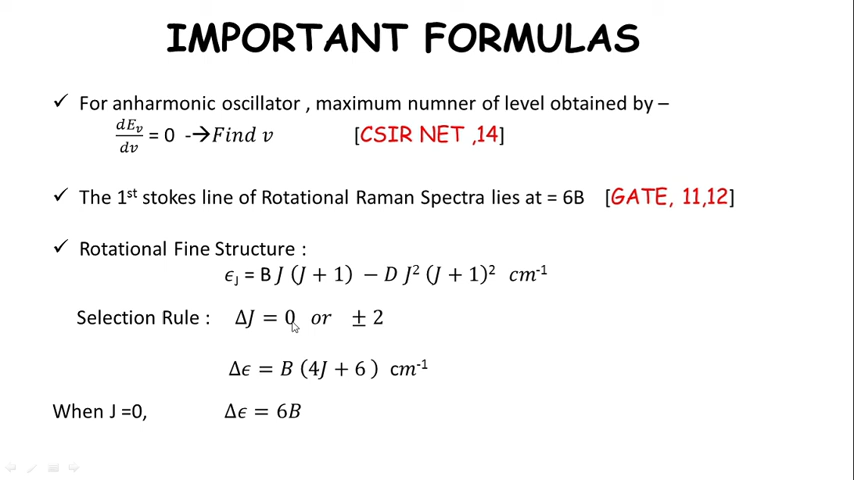 IMPORTANT FORMULAS
✓ For anharmonic oscillator , maximum numner of level obtained by –
dEᵥ/dv = 0 -→Find v [CSIR NET ,14]
✓ The 1ˢᵗ stokes line of Rotational Raman Spectra lies at = 6B [GATE, 11,12]
✓ Rotational Fine Structure :
ϵJ = B J (J + 1) − D J² (J + 1)² cm⁻¹
Selection Rule : ΔJ = 0 or ± 2
Δϵ = B (4J + 6 ) cm⁻¹
When J =0, Δϵ = 6B